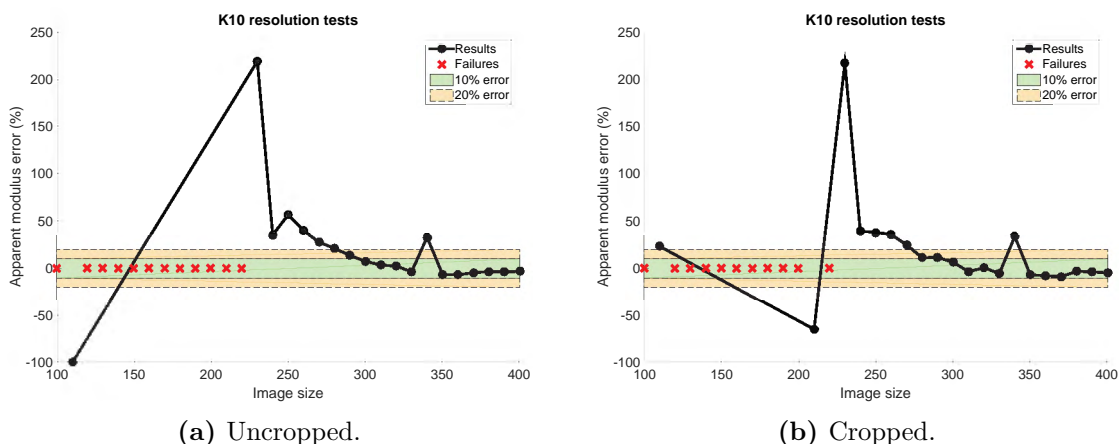 K10 resolution tests
250
200
150
100
50
0
-50
-100
Apparent modulus error (%)
Results
Failures
10% error
20% error
100 150 200 250 300 350 400
Image size
(a) Uncropped.
K10 resolution tests
250
200
150
100
50
0
-50
-100
Apparent modulus error (%)
Results
Failures
10% error
20% error
100 150 200 250 300 350 400
Image size
(b) Cropped.